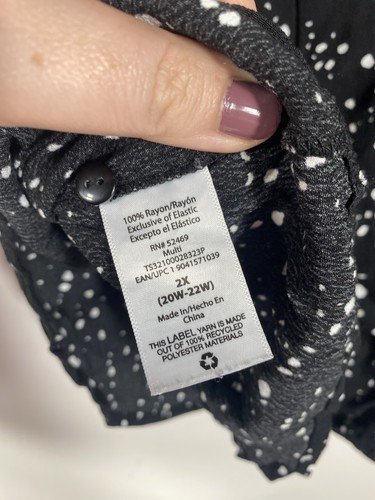 100% Rayon/Rayón
Exclusive of Elastic
Excepto el Elástico
RN# 52469
Multi
TS32100028323P
EAN/UPC 1 9041571039
2X
(20W-22W)
Made In/Hecho En
China
THIS LABEL YARN IS MADE
OUT OF 100% RECYCLED
POLYESTER MATERIALS